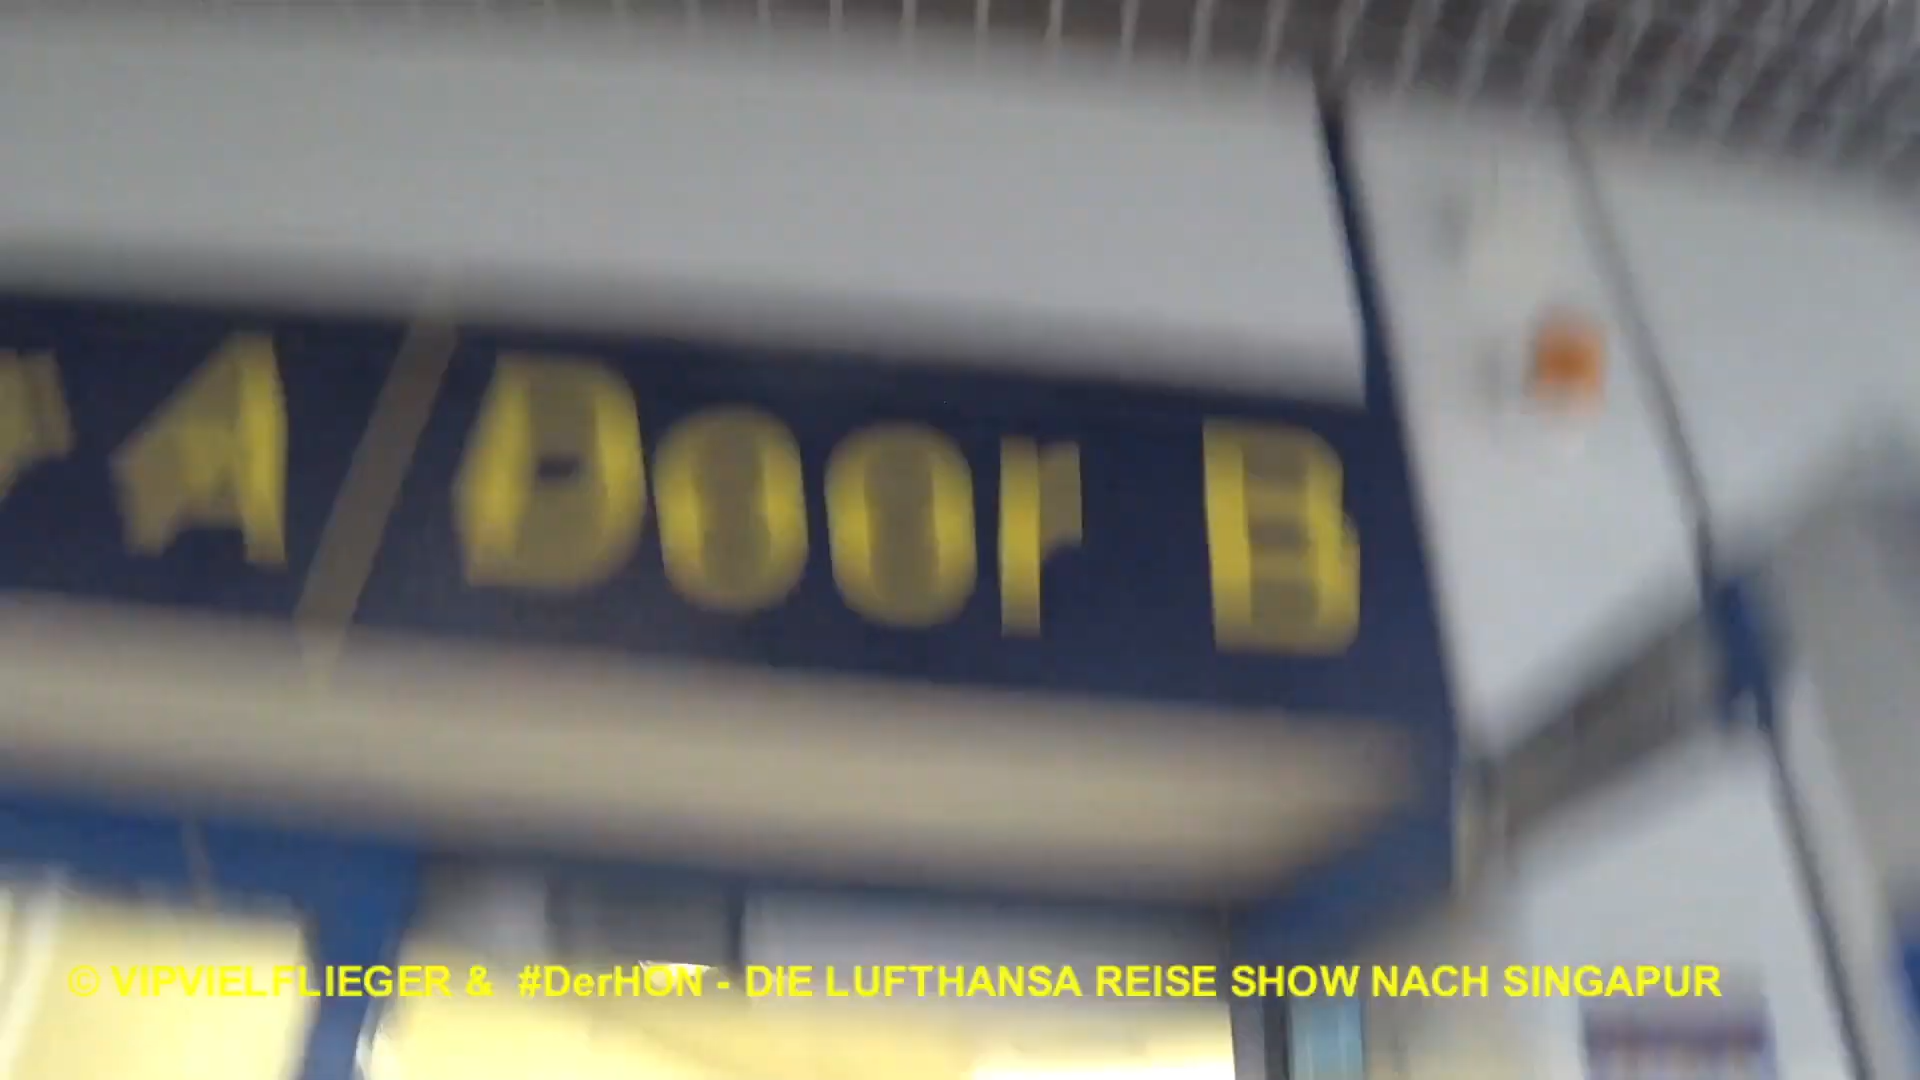 A / Door B
© VIPVIELFLIEGER & #DerHON - DIE LUFTHANSA REISE SHOW NACH SINGAPUR